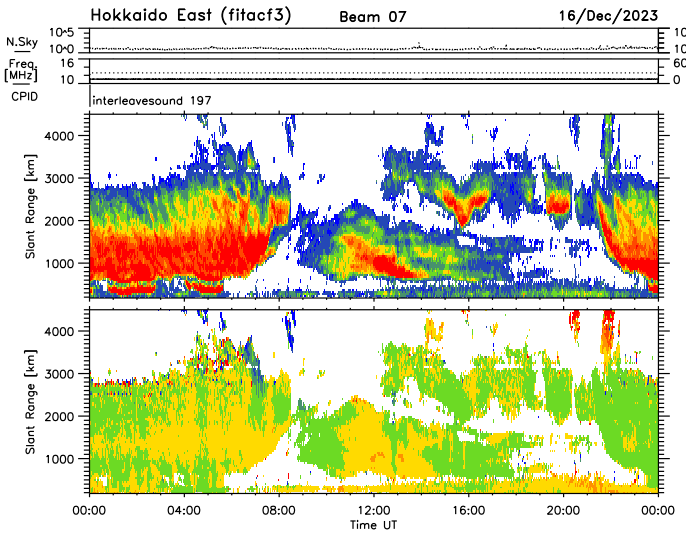 Hokkaido East (fitacf3) Beam 07 16/Dec/2023
N.Sky
10^5
10^0
10
10
Freq.
[MHz]
16
10
60
0
CPID
interleavesound 197
Slant Range [km]
4000
3000
2000
1000
Slant Range [km]
4000
3000
2000
1000
00:00 04:00 08:00 12:00 16:00 20:00 00:00
Time UT